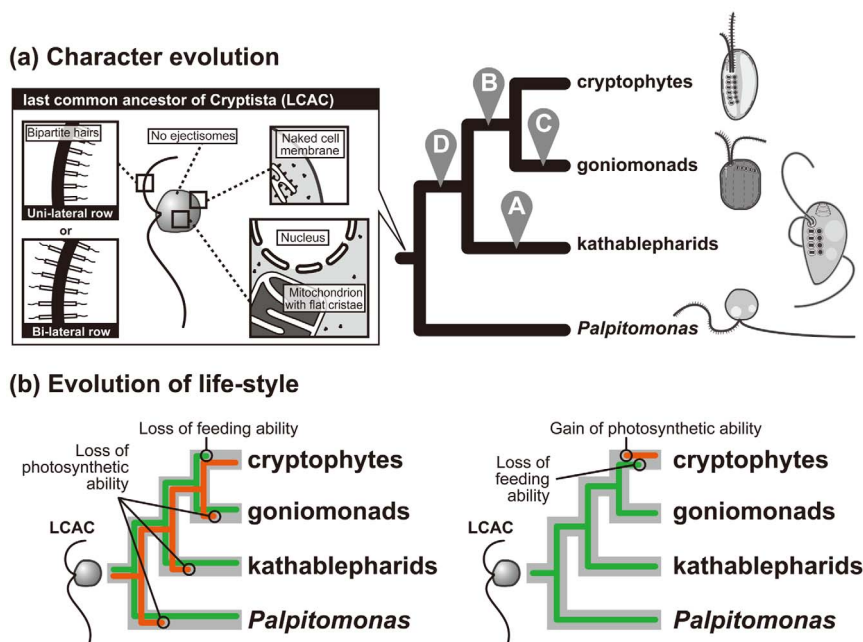 (a) Character evolution
last common ancestor of Cryptista (LCAC)
Bipartite hairs
Uni-lateral row
or
Bi-lateral row
No ejectisomes
Naked cell
membrane
Nucleus
Mitochondrion
with flat cristae
B
C
D
A
cryptophytes
goniomonads
kathablepharids
Palpitomonas
(b) Evolution of life-style
Loss of feeding ability
Loss of
photosynthetic
ability
LCAC
cryptophytes
goniomonads
kathablepharids
Palpitomonas
Gain of photosynthetic ability
Loss of
feeding
ability
LCAC
cryptophytes
goniomonads
kathablepharids
Palpitomonas